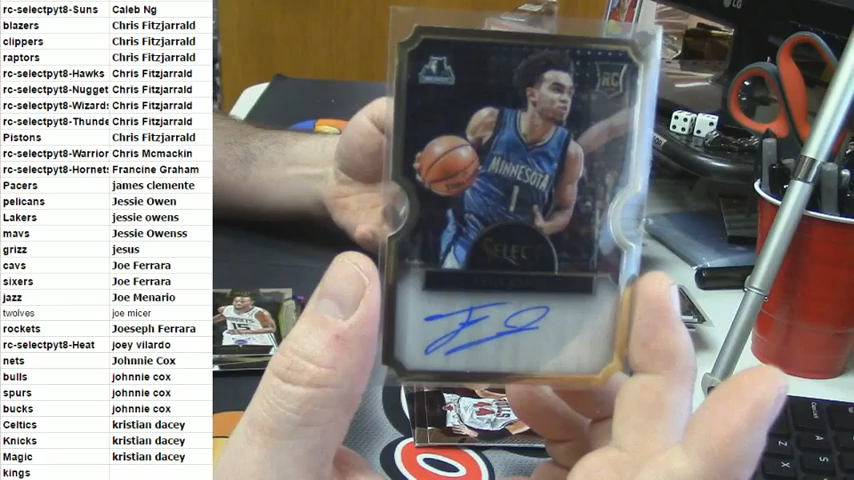 rc-selectpyt8-Suns Caleb Ng
blazers Chris Fitzjarrald
clippers Chris Fitzjarrald
raptors Chris Fitzjarrald
rc-selectpyt8-Hawks Chris Fitzjarrald
rc-selectpyt8-Nugget Chris Fitzjarrald
rc-selectpyt8-Wizards Chris Fitzjarrald
rc-selectpyt8-Thunde Chris Fitzjarrald
Pistons Chris Fitzjarrald
rc-selectpyt8-Warrior Chris Mcmackin
rc-selectpyt8-Hornets Francine Graham
Pacers james clemente
pelicans Jessie Owen
Lakers jessie owens
mavs Jessie Owenss
grizz jesus
cavs Joe Ferrara
sixers Joe Ferrara
jazz Joe Menario
twolves joe micer
rockets Joeseph Ferrara
rc-selectpyt8-Heat joey vilardo
nets Johnnie Cox
bulls johnnie cox
spurs johnnie cox
bucks johnnie cox
Celtics kristian dacey
Knicks kristian dacey
Magic kristian dacey
kings
RC
MINNESOTA
1
SELECT
LG
15
44